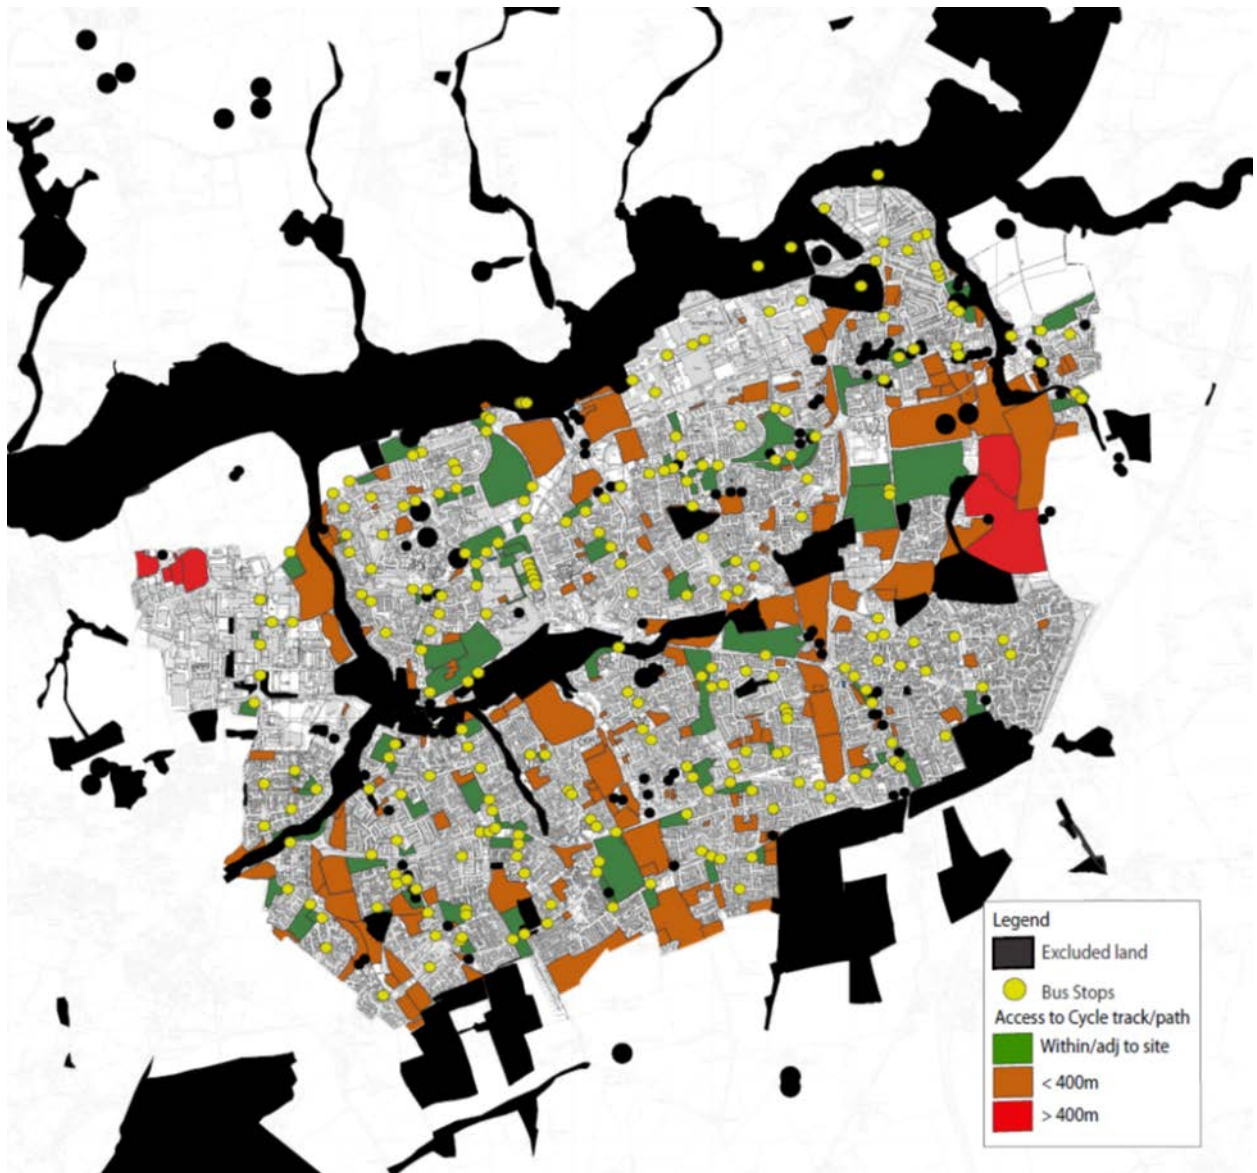 Legend
Excluded land
Bus Stops
Access to Cycle track/path
Within/adj to site
< 400m
> 400m